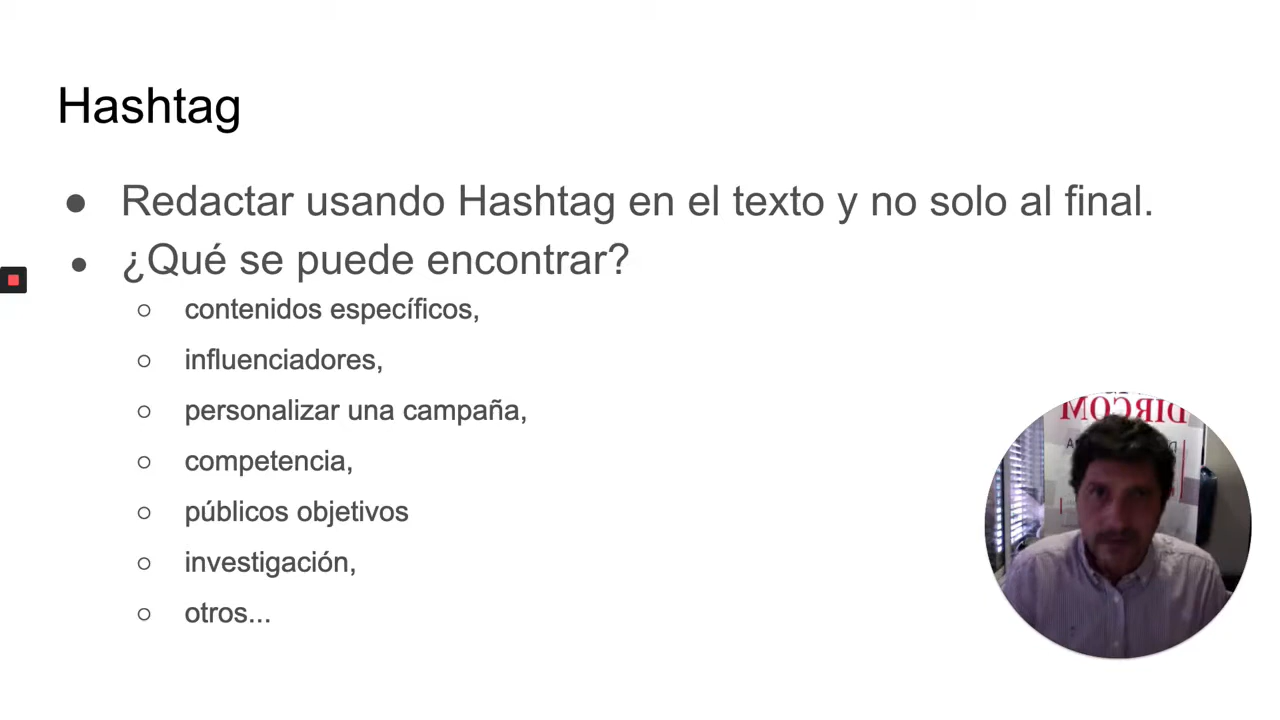 Hashtag
● Redactar usando Hashtag en el texto y no solo al final.
● ¿Qué se puede encontrar?
○ contenidos específicos,
○ influenciadores,
○ personalizar una campaña,
○ competencia,
○ públicos objetivos
○ investigación,
○ otros...
DIRCOM